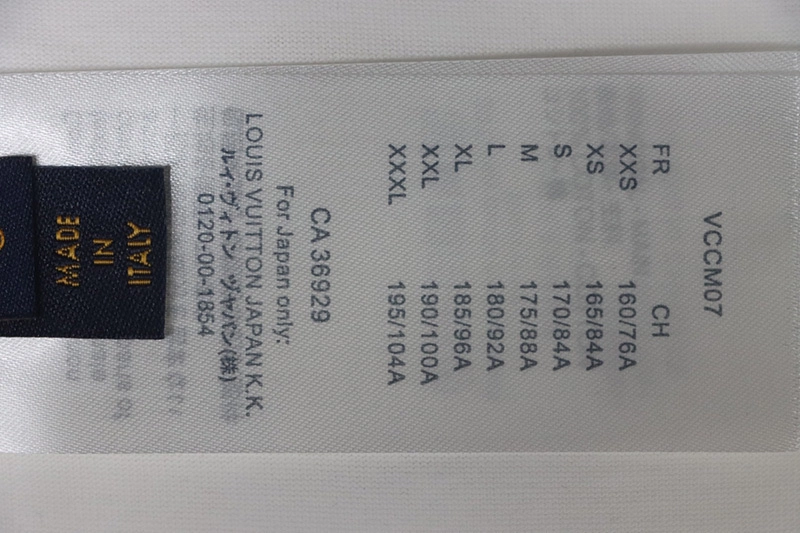 VCCM07
FR CH
XXS 160/76A
XS 165/84A
S 170/84A
M 175/88A
L 180/92A
XL 185/96A
XXL 190/100A
XXXL 195/104A
CA 36929
For Japan only:
LOUIS VUITTON JAPAN K.K.
ルイ・ヴィトン ジャパン(株)
0120-00-1854
MADE
IN
ITALY